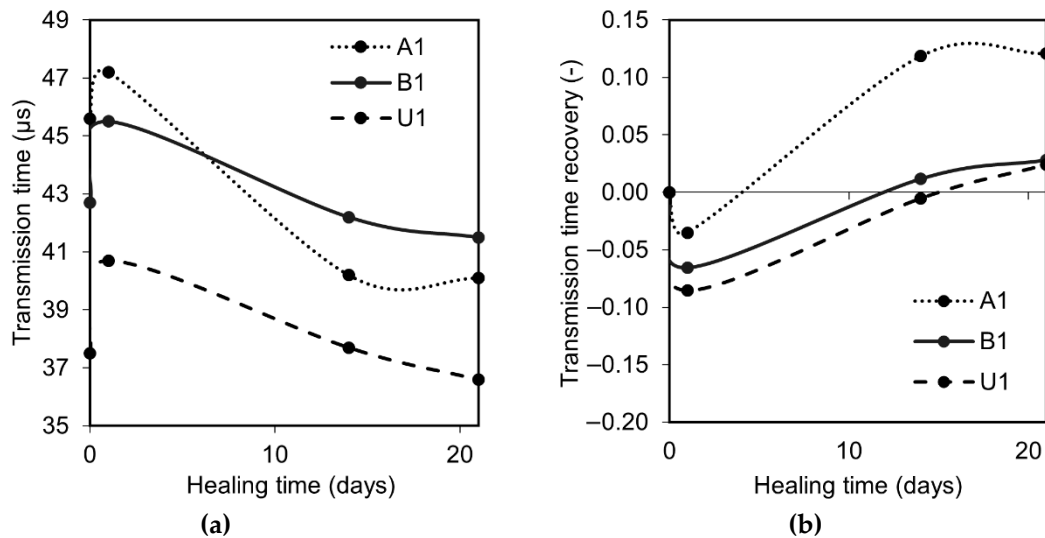 49
47
45
43
41
39
37
35
Transmission time (μs)
A1
B1
U1
0
10
20
Healing time (days)
(a)
0.15
0.10
0.05
0.00
−0.05
−0.10
−0.15
−0.20
Transmission time recovery (-)
10
20
A1
B1
U1
0
Healing time (days)
(b)